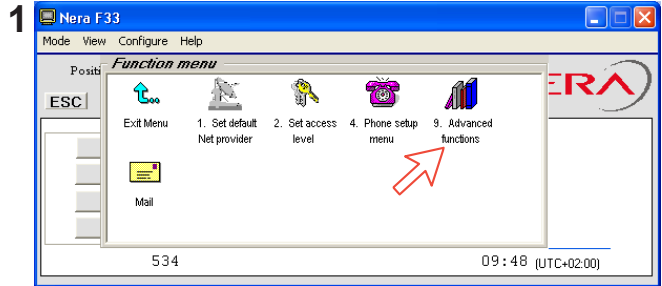 1
Nera F33
Mode View Configure Help
Function menu
Positi
ESC
ERA
Exit Menu
1. Set default Net provider
2. Set access level
4. Phone setup menu
9. Advanced functions
Mail
534
09:48 (UTC+02:00)